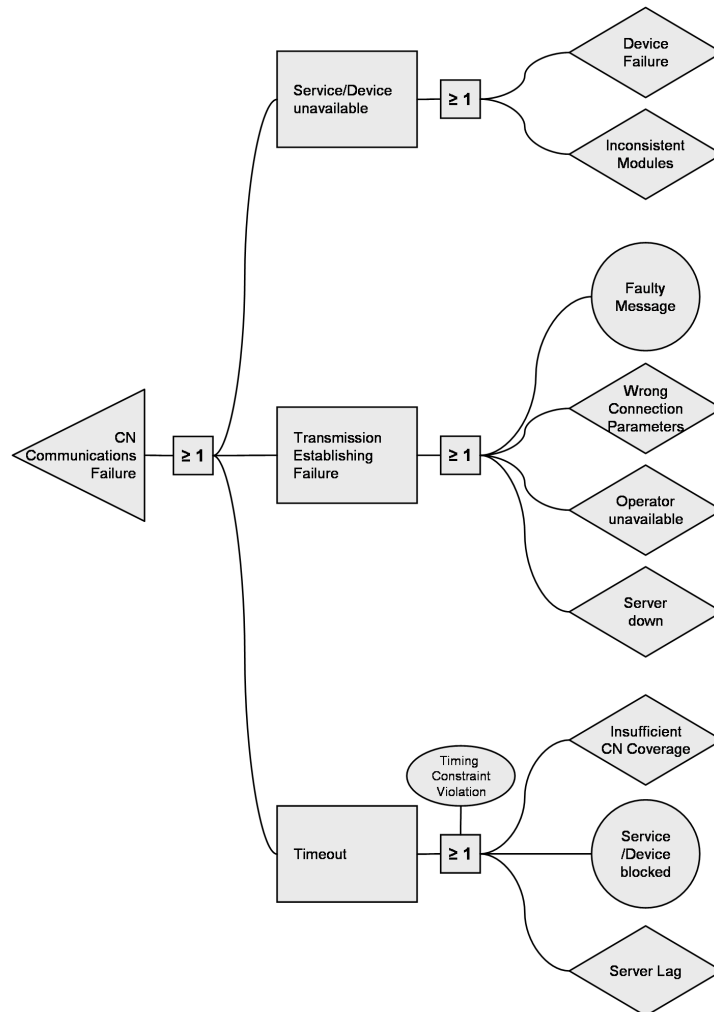 Device
Failure
Service/Device
unavailable
≥ 1
Inconsistent
Modules
Faulty
Message
Wrong
Connection
Parameters
CN
Communications
Failure
≥ 1
Transmission
Establishing
Failure
≥ 1
Operator
unavailable
Server
down
Insufficient
CN Coverage
Timing
Constraint
Violation
Timeout
≥ 1
Service
/Device
blocked
Server Lag